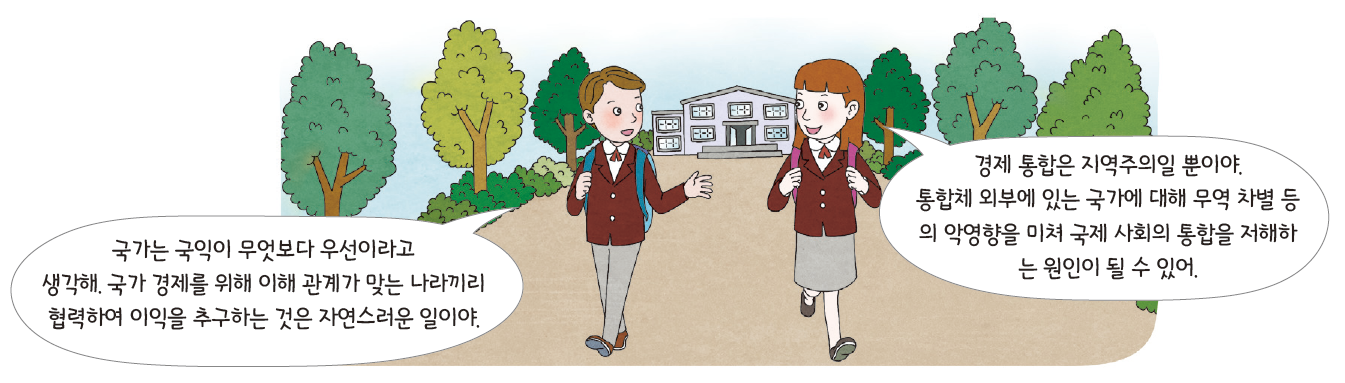 국가는 국익이 무엇보다 우선이라고
생각해. 국가 경제를 위해 이해 관계가 맞는 나라끼리
협력하여 이익을 추구하는 것은 자연스러운 일이야.
경제 통합은 지역주의일 뿐이야.
통합체 외부에 있는 국가에 대해 무역 차별 등
의 악영향을 미쳐 국제 사회의 통합을 저해하
는 원인이 될 수 있어.